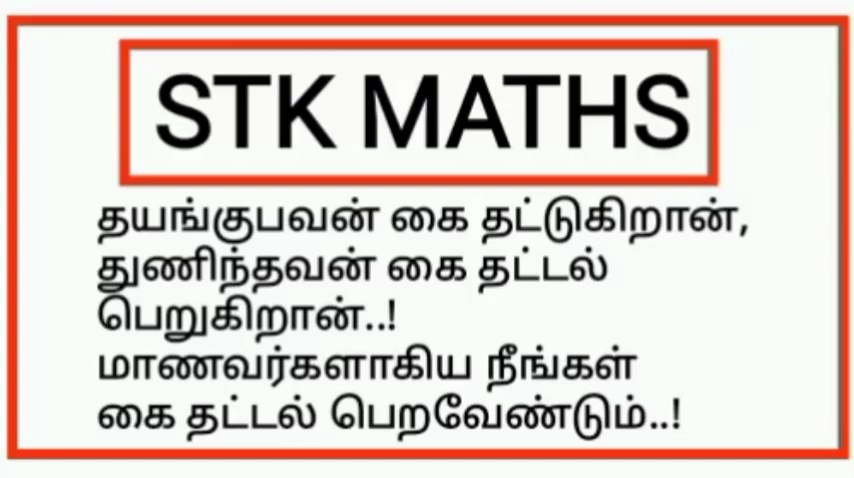 STK MATHS
தயங்குபவன் கை தட்டுகிறான்,
துணிந்தவன் கை தட்டல்
பெறுகிறான்..!
மாணவர்களாகிய நீங்கள்
கை தட்டல் பெறவேண்டும்..!